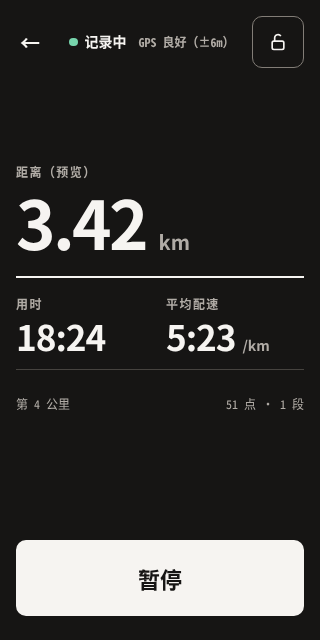 ← 记录中 GPS 良好（±6m）
距离（预览）
3.42 km
用时 平均配速
18:24 5:23 /km
第 4 公里 51 点 · 1 段
暂停